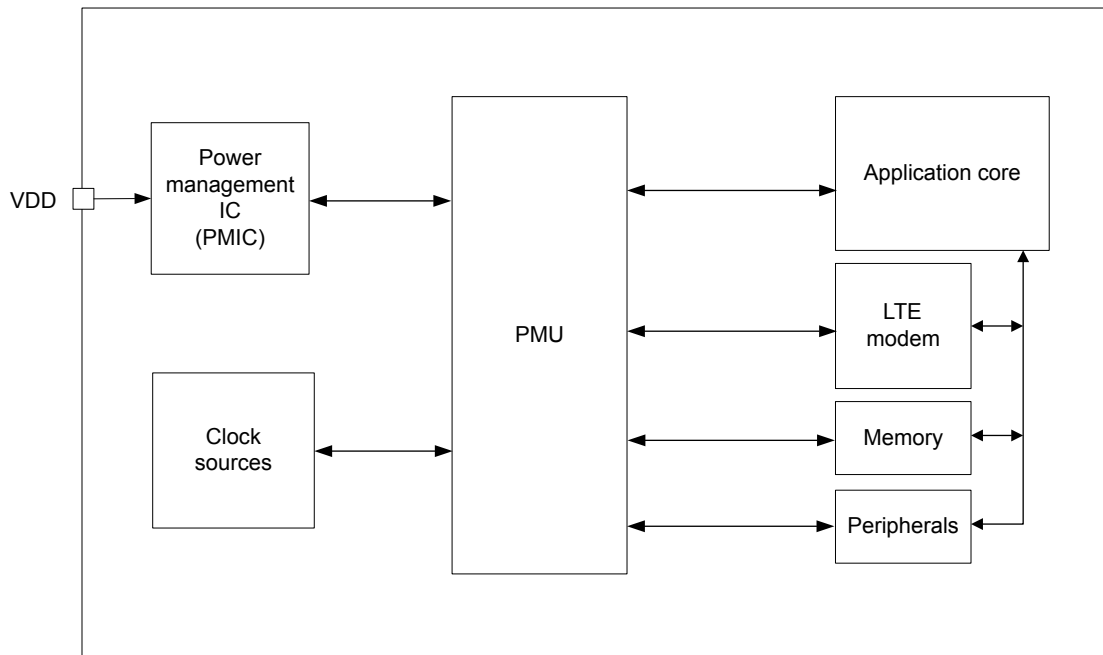 VDD
Power
management
IC
(PMIC)
Clock
sources
PMU
Application core
LTE
modem
Memory
Peripherals